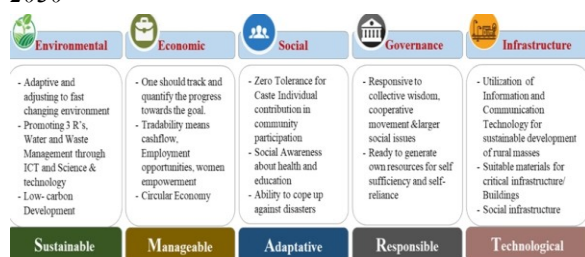 2030
Environmental
Economic
Social
Governance
Infrastructure
- Adaptive and
adjusting to fast
changing environment
- Promoting 3 R's,
Water and Waste
Management through
ICT and Science &
technology
- Low- carbon
Development
- One should track and
quantify the progress
towards the goal.
- Tradability means
cashflow,
Employment
opportunities, women
empowerment
- Circular Economy
- Zero Tolerance for
Caste Individual
contribution in
community
participation
- Social Awareness
about health and
education
- Ability to cope up
against disasters
- Responsive to
collective wisdom,
cooperative
movement &larger
social issues
- Ready to generate
own resources for self
sufficiency and self-
reliance
- Utilization of
Information and
Communication
Technology for
sustainable development
of rural masses
- Suitable materials for
critical infrastructure/
Buildings
- Social infrastructure
Sustainable
Manageable
Adaptative
Responsible
Technological